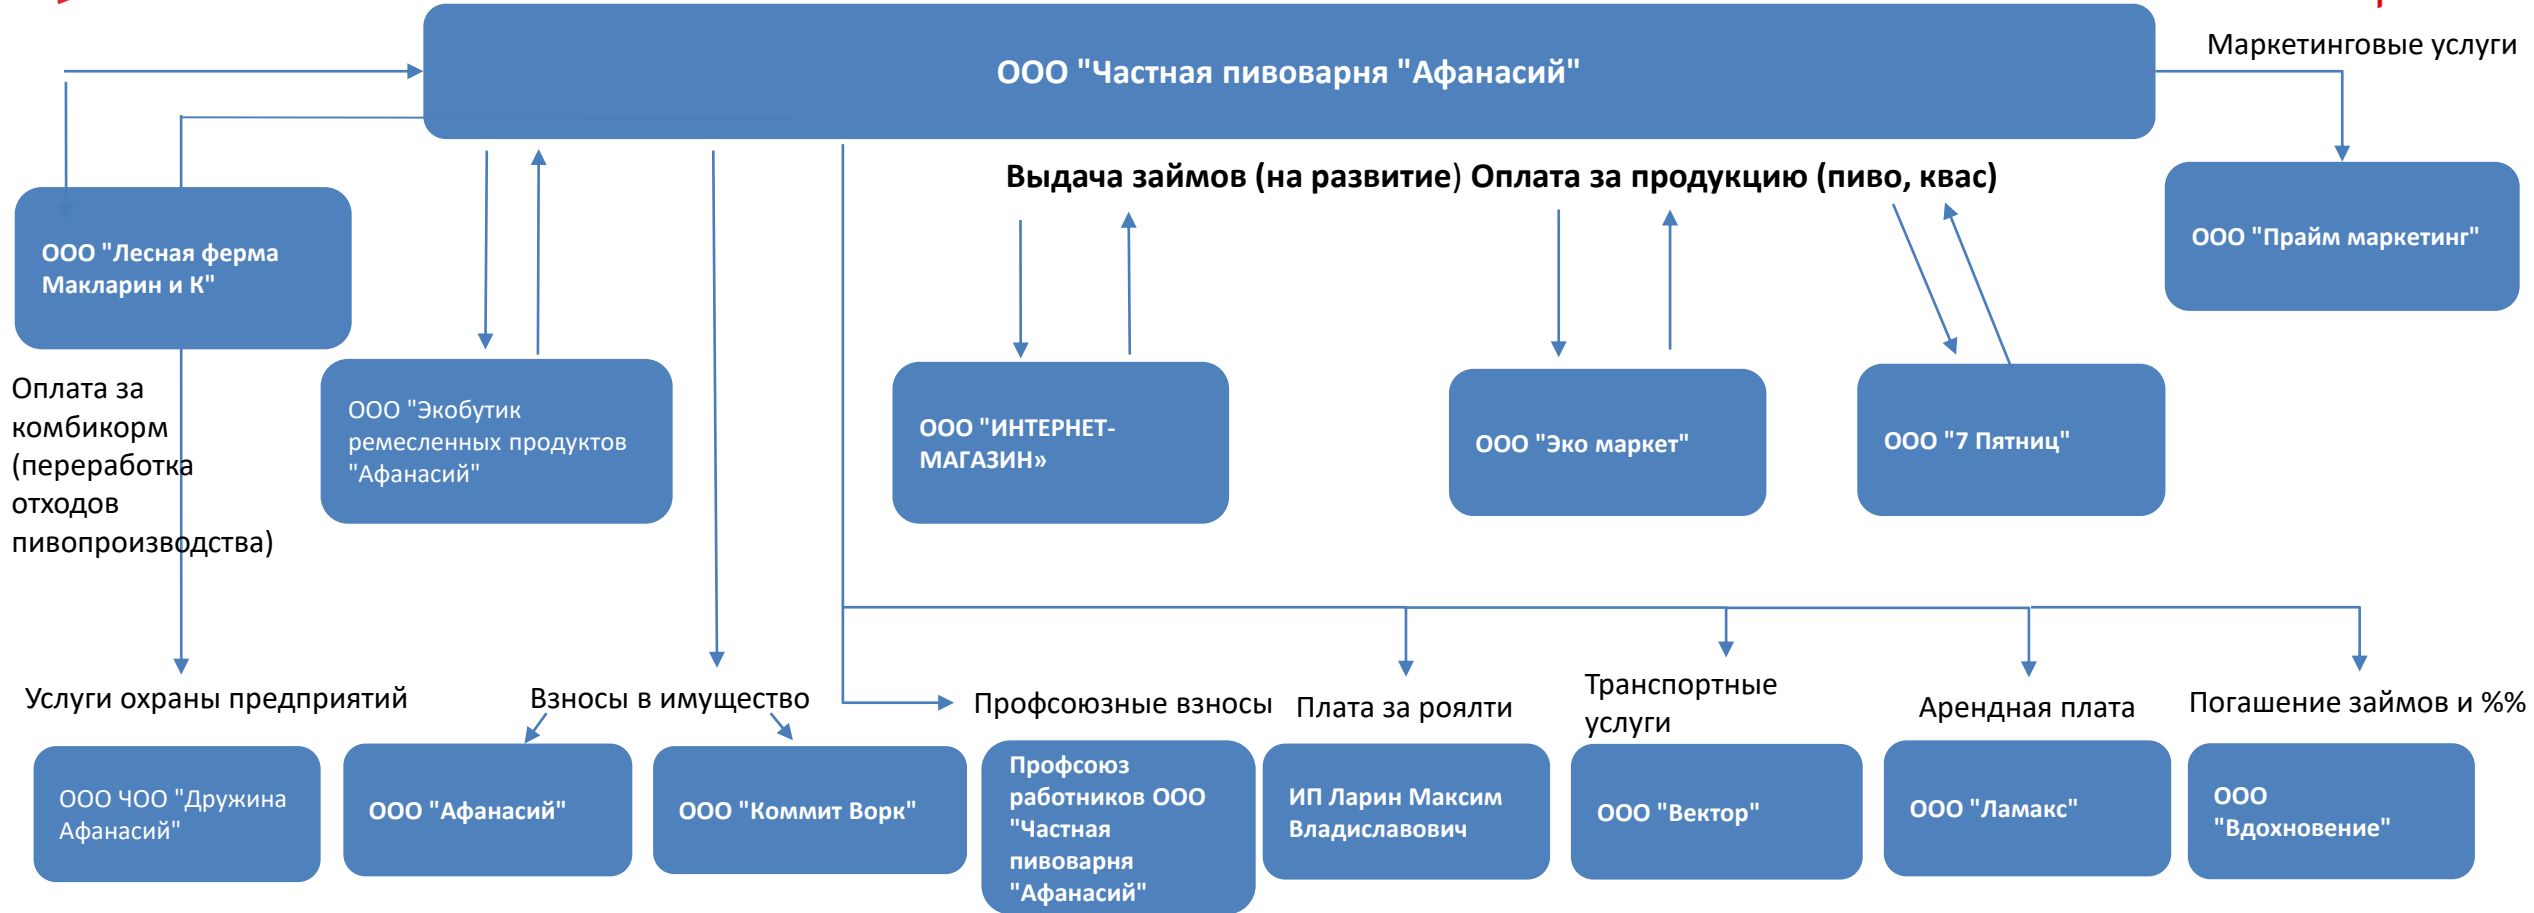 ООО "Частная пивоварня "Афанасий"
Маркетинговые услуги
Выдача займов (на развитие) Оплата за продукцию (пиво, квас)
ООО "Лесная ферма
Макларин и К"
ООО "Прайм маркетинг"
Оплата за
комбикорм
(переработка
отходов
пивопроизводства)
ООО "Экобутик
ремесленных продуктов
"Афанасий"
ООО "ИНТЕРНЕТ-
МАГАЗИН»
ООО "Эко маркет"
ООО "7 Пятниц"
Услуги охраны предприятий
Взносы в имущество
Профсоюзные взносы
Плата за роялти
Транспортные
услуги
Арендная плата
Погашение займов и %%
ООО ЧОО "Дружина
Афанасий"
ООО "Афанасий"
ООО "Коммит Ворк"
Профсоюз
работников ООО
"Частная
пивоварня
"Афанасий"
ИП Ларин Максим
Владиславович
ООО "Вектор"
ООО "Ламакс"
ООО
"Вдохновение"